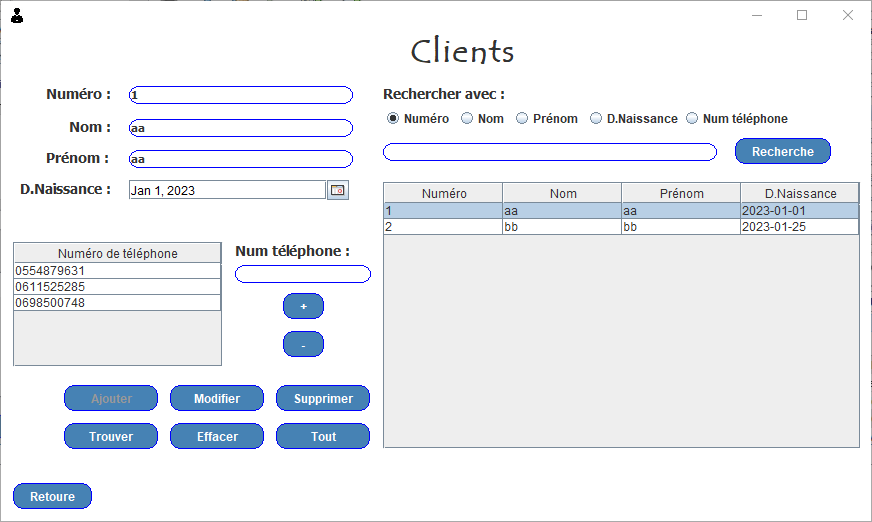 Clients
Numéro :
1
Nom :
aa
Prénom :
aa
D.Naissance :
Jan 1, 2023
Numéro de téléphone
0554879631
0611525285
0698500748
Num téléphone :
+
-
Ajouter Modifier Supprimer
Trouver Effacer Tout
Retoure
Rechercher avec :
Numéro Nom Prénom D.Naissance Num téléphone
Recherche
Numéro Nom Prénom D.Naissance
1 aa aa 2023-01-01
2 bb bb 2023-01-25